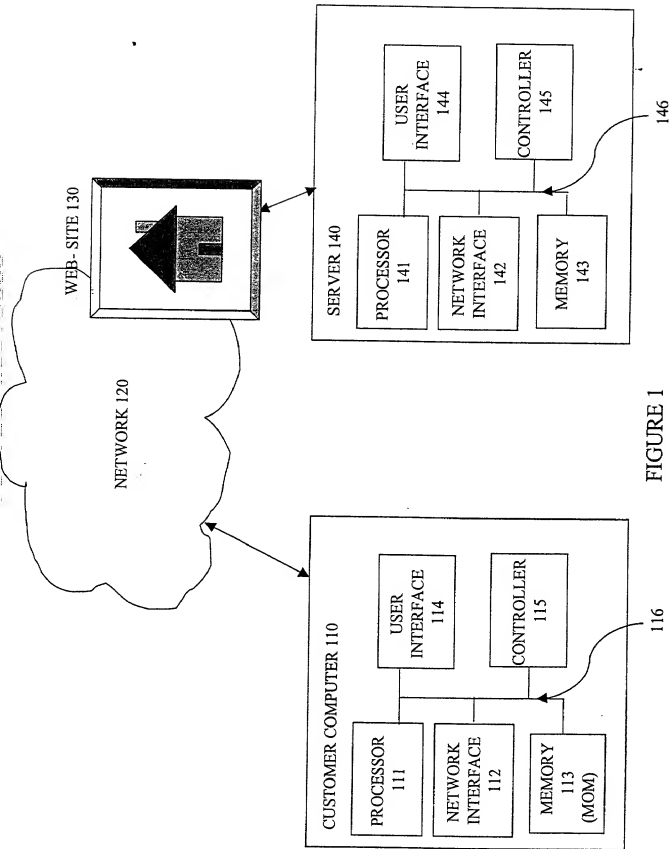 NETWORK 120
WEB- SITE 130
CUSTOMER COMPUTER 110
PROCESSOR
111
NETWORK
INTERFACE
112
MEMORY
113
(MOM)
USER
INTERFACE
114
CONTROLLER
115
116
SERVER 140
PROCESSOR
141
NETWORK
INTERFACE
142
MEMORY
143
USER
INTERFACE
144
CONTROLLER
145
146
FIGURE 1